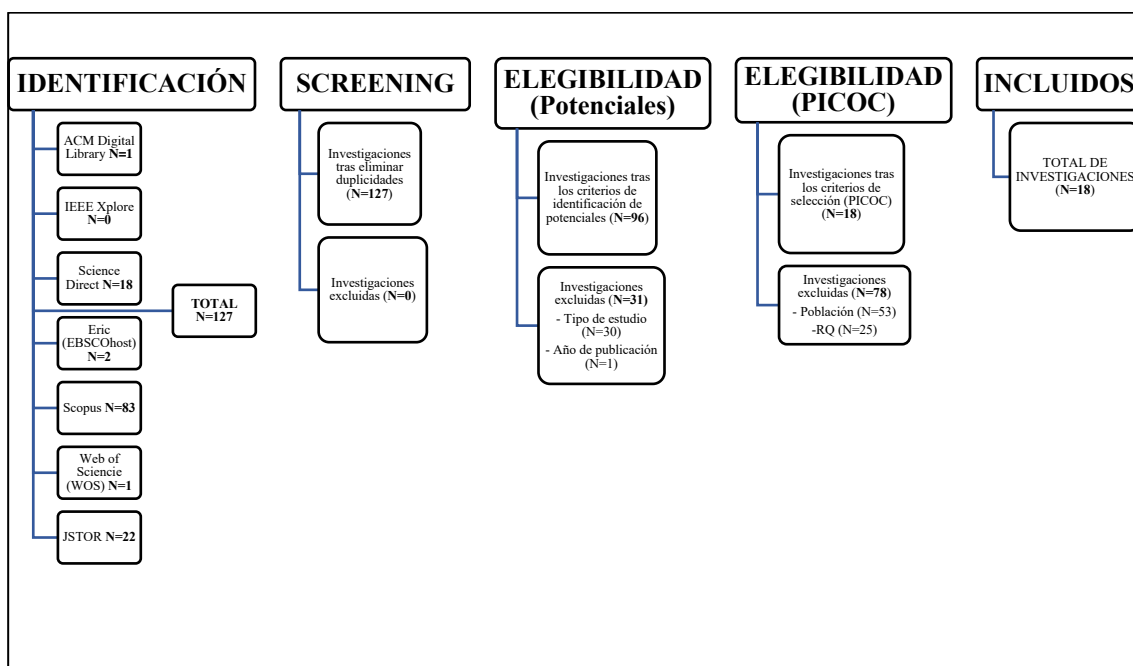 IDENTIFICACIÓN
ACM Digital
Library N=1
IEEE Xplore
N=0
Science
Direct N=18
TOTAL
N=127
Eric
(EBSCOhost)
N=2
Scopus N=83
Web of
Sciencie
(WOS) N=1
JSTOR N=22
SCREENING
Investigaciones
tras eliminar
duplicidades
(N=127)
Investigaciones
excluidas (N=0)
ELEGIBILIDAD
(Potenciales)
Investigaciones tras
los criterios de
identificación de
potenciales (N=96)
Investigaciones
excluidas (N=31)
- Tipo de estudio
(N=30)
- Año de publicación
(N=1)
ELEGIBILIDAD
(PICOC)
Investigaciones tras
los criterios de
selección (PICOC)
(N=18)
Investigaciones
excluidas (N=78)
- Población (N=53)
-RQ (N=25)
INCLUIDOS
TOTAL DE
INVESTIGACIONES
(N=18)